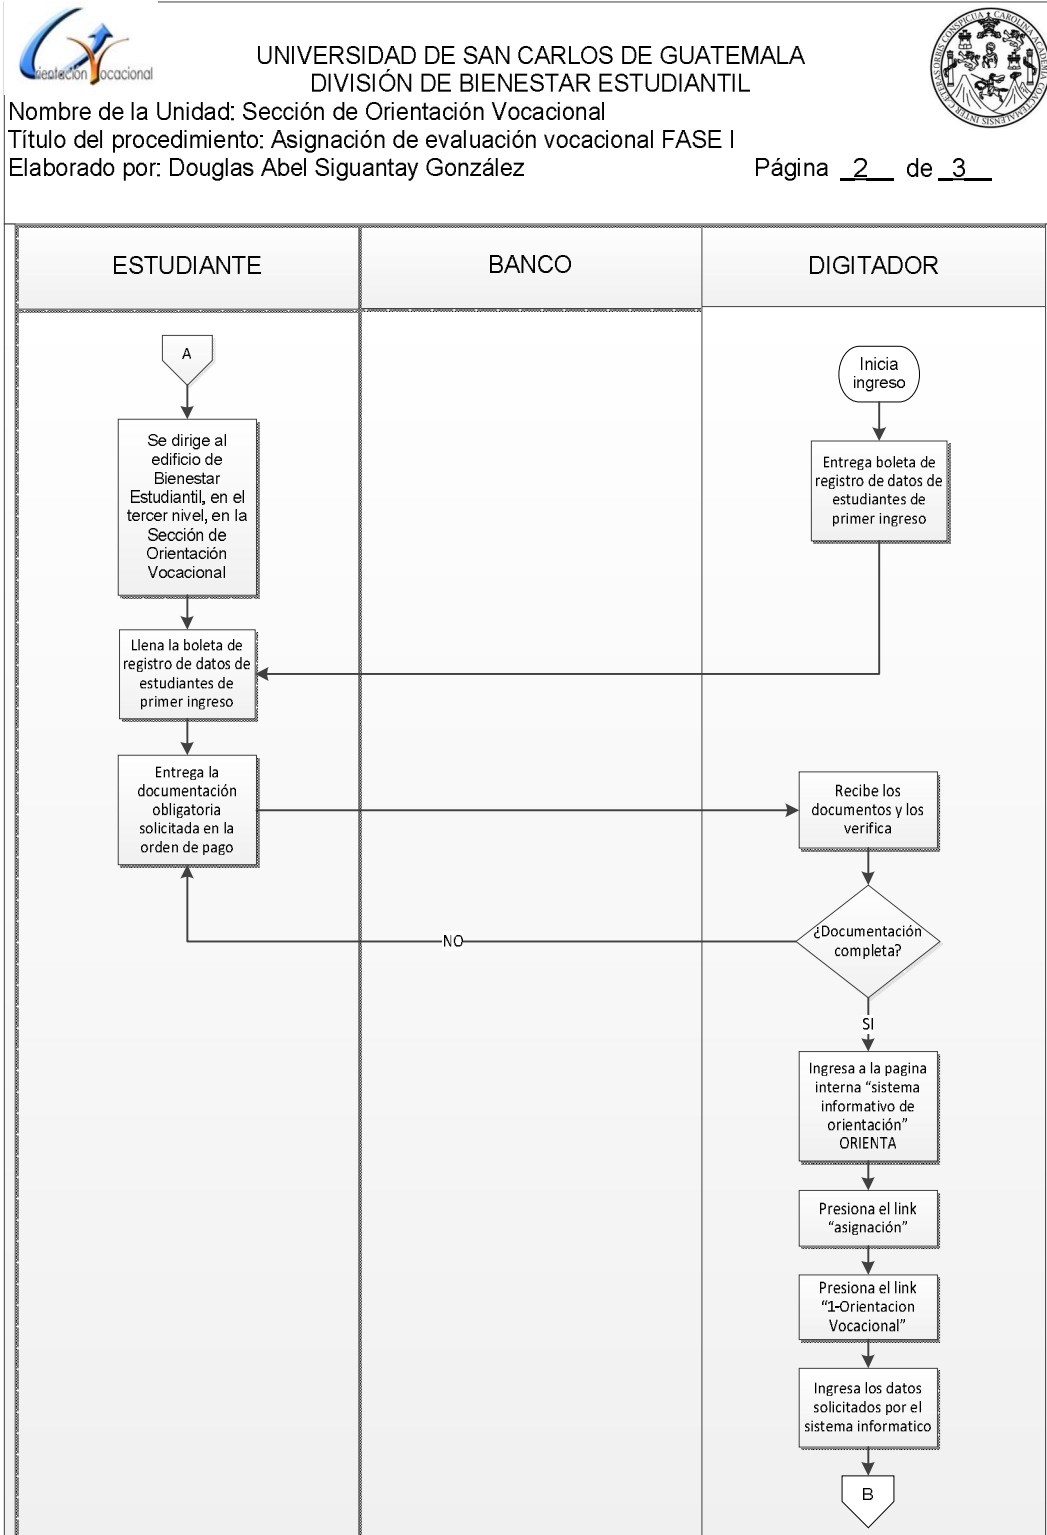 Orientación Vocacional
UNIVERSIDAD DE SAN CARLOS DE GUATEMALA
DIVISIÓN DE BIENESTAR ESTUDIANTIL
Nombre de la Unidad: Sección de Orientación Vocacional
Título del procedimiento: Asignación de evaluación vocacional FASE I
Elaborado por: Douglas Abel Siguantay González
Página 2 de 3
ESTUDIANTE
BANCO
DIGITADOR
A
Se dirige al
edificio de
Bienestar
Estudiantil, en el
tercer nivel, en la
Sección de
Orientación
Vocacional
Inicia
ingreso
Entrega boleta de
registro de datos de
estudiantes de
primer ingreso
Llena la boleta de
registro de datos de
estudiantes de
primer ingreso
Entrega la
documentación
obligatoria
solicitada en la
orden de pago
Recibe los
documentos y los
verifica
¿Documentación
completa?
NO
SI
Ingresa a la pagina
interna “sistema
informativo de
orientación”
ORIENTA
Presiona el link
“asignación”
Presiona el link
“1-Orientacion
Vocacional”
Ingresa los datos
solicitados por el
sistema informatico
B